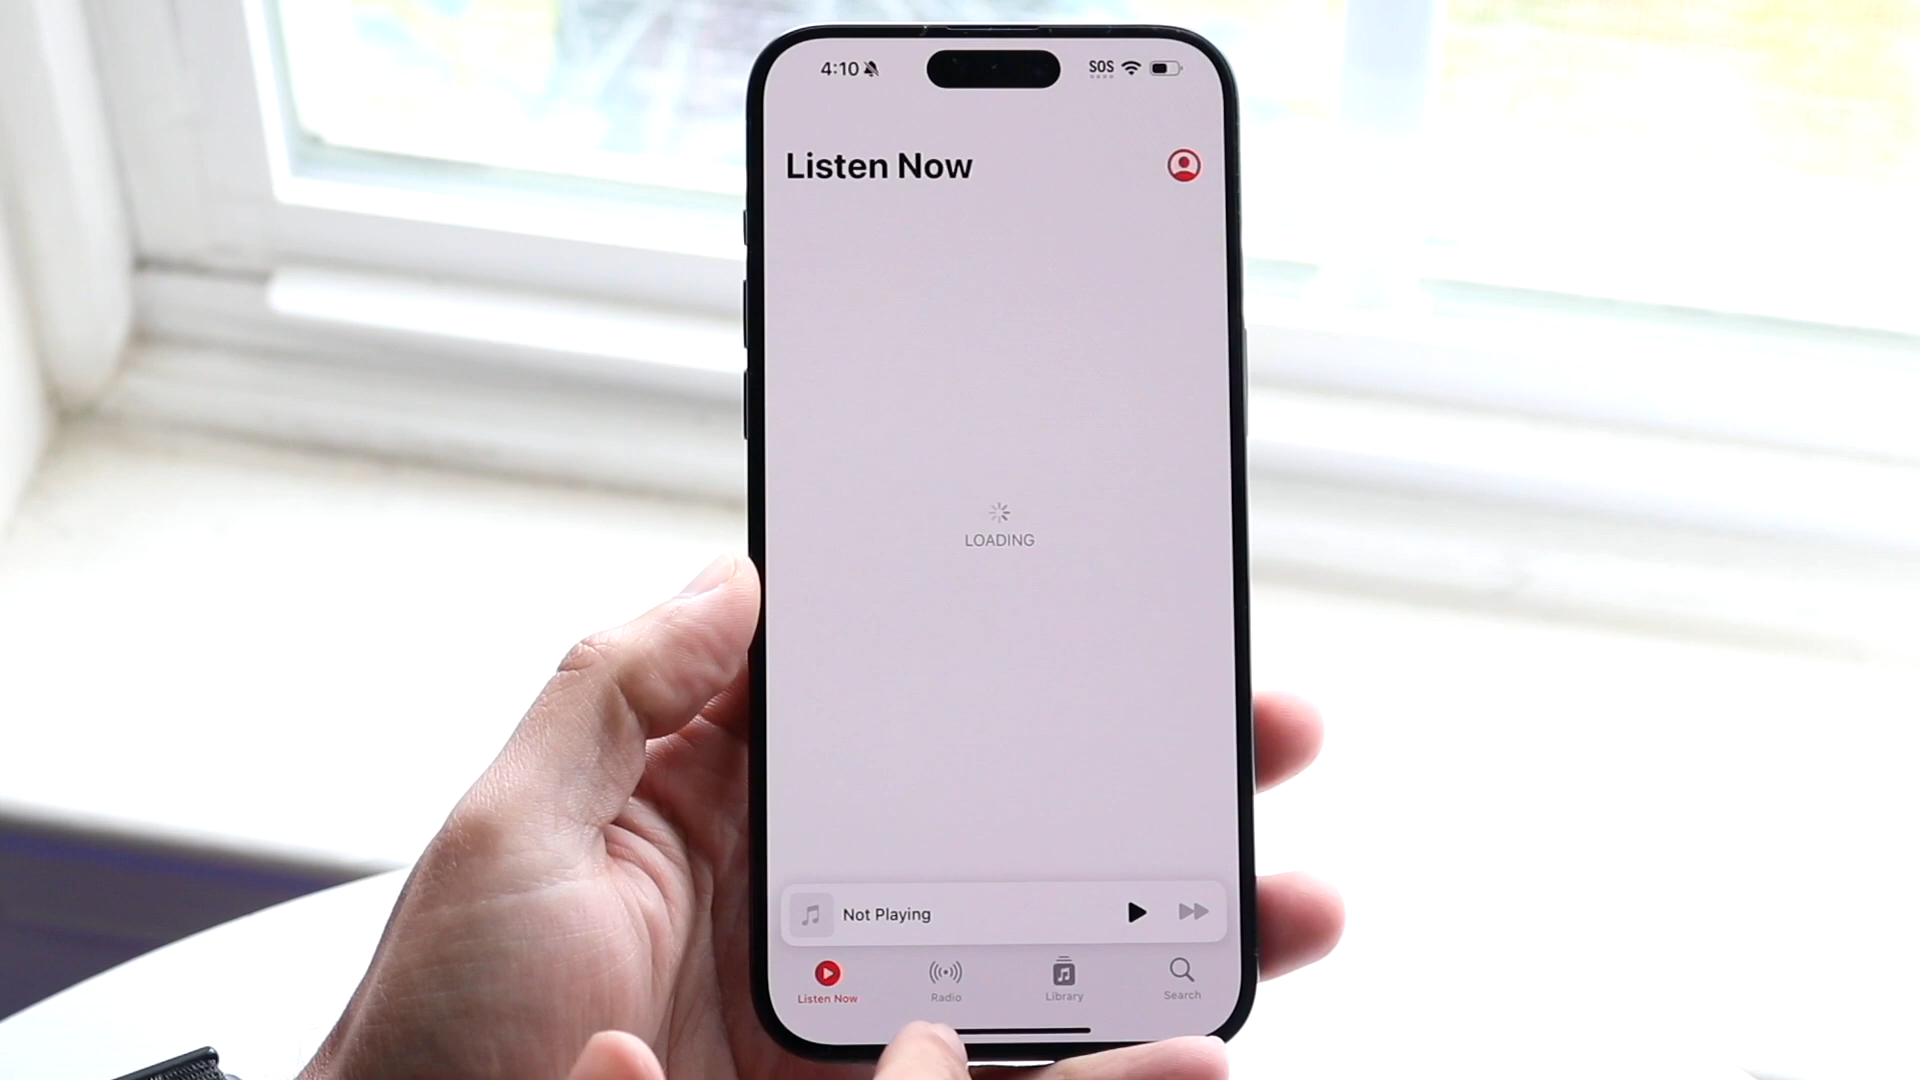 4:10
SOS
Listen Now
LOADING
Not Playing
Listen Now
Radio
Library
Search